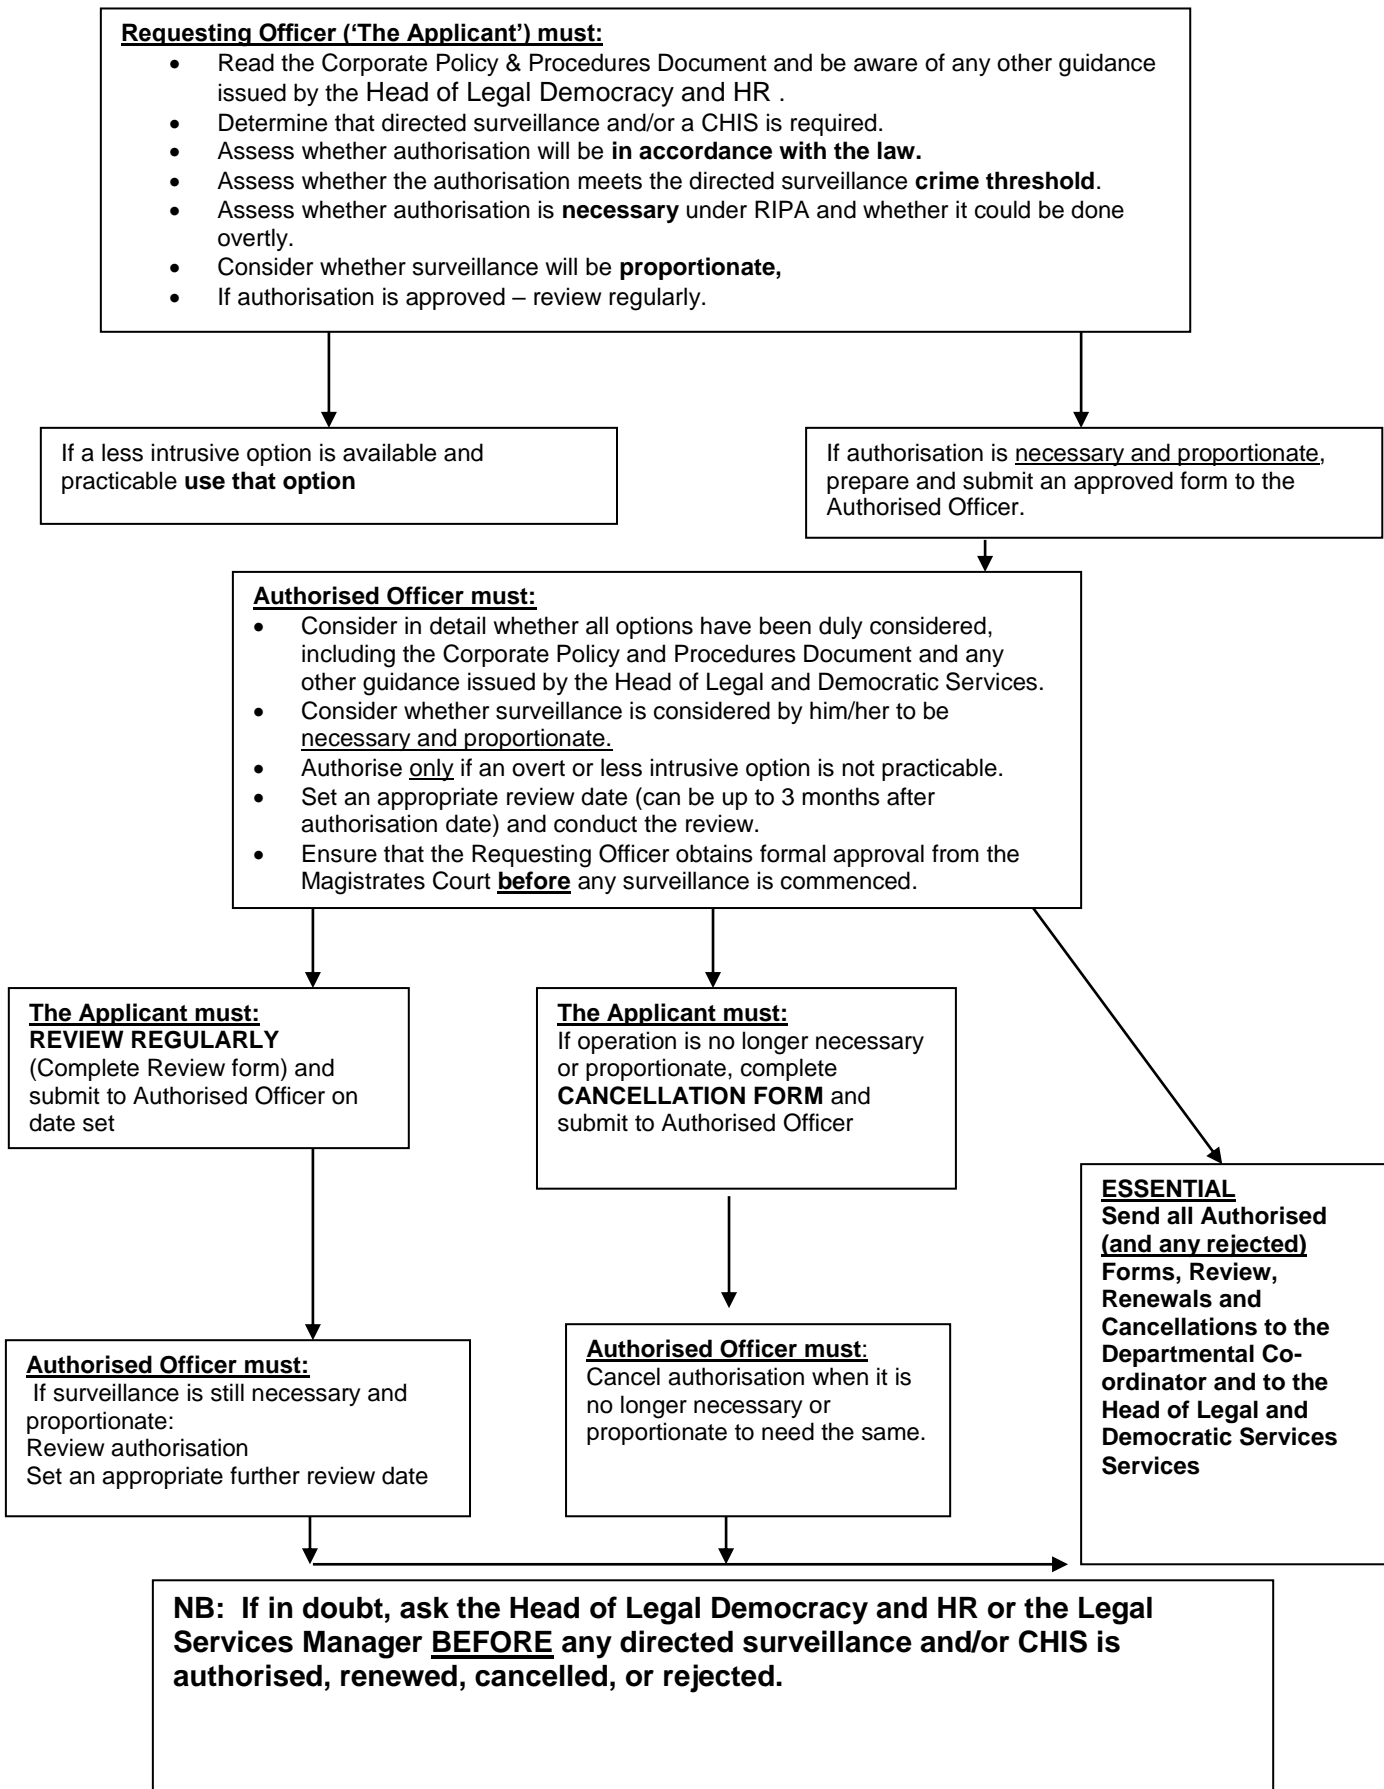 Requesting Officer (‘The Applicant’) must:
• Read the Corporate Policy & Procedures Document and be aware of any other guidance
issued by the Head of Legal Democracy and HR .
• Determine that directed surveillance and/or a CHIS is required.
• Assess whether authorisation will be in accordance with the law.
• Assess whether the authorisation meets the directed surveillance crime threshold.
• Assess whether authorisation is necessary under RIPA and whether it could be done
overtly.
• Consider whether surveillance will be proportionate,
• If authorisation is approved – review regularly.
If a less intrusive option is available and
practicable use that option
If authorisation is necessary and proportionate,
prepare and submit an approved form to the
Authorised Officer.
Authorised Officer must:
• Consider in detail whether all options have been duly considered,
including the Corporate Policy and Procedures Document and any
other guidance issued by the Head of Legal and Democratic Services.
• Consider whether surveillance is considered by him/her to be
necessary and proportionate.
• Authorise only if an overt or less intrusive option is not practicable.
• Set an appropriate review date (can be up to 3 months after
authorisation date) and conduct the review.
• Ensure that the Requesting Officer obtains formal approval from the
Magistrates Court before any surveillance is commenced.
The Applicant must:
REVIEW REGULARLY
(Complete Review form) and
submit to Authorised Officer on
date set
The Applicant must:
If operation is no longer necessary
or proportionate, complete
CANCELLATION FORM and
submit to Authorised Officer
ESSENTIAL
Send all Authorised
(and any rejected)
Forms, Review,
Renewals and
Cancellations to the
Departmental Co-
ordinator and to the
Head of Legal and
Democratic Services
Services
Authorised Officer must:
If surveillance is still necessary and
proportionate:
Review authorisation
Set an appropriate further review date
Authorised Officer must:
Cancel authorisation when it is
no longer necessary or
proportionate to need the same.
NB: If in doubt, ask the Head of Legal Democracy and HR or the Legal
Services Manager BEFORE any directed surveillance and/or CHIS is
authorised, renewed, cancelled, or rejected.